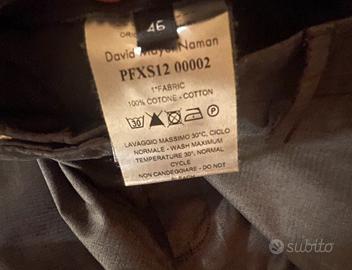 46
David Mayer Naman
PFXS12 00002
1°FABRIC
100% COTONE - COTTON
30 P
LAVAGGIO MASSIMO 30°C, CICLO
NORMALE - WASH MAXIMUM
TEMPERATURE 30°, NORMAL
CYCLE
NON CANDEGGIARE - DO NOT
subito